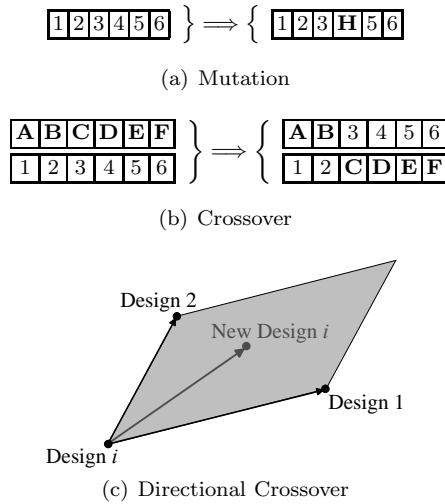 1 2 3 4 5 6 } ⟹ { 1 2 3 H 5 6
(a) Mutation
A B C D E F } ⟹ { A B 3 4 5 6
1 2 3 4 5 6 1 2 C D E F
(b) Crossover
Design 2
New Design i
Design 1
Design i
(c) Directional Crossover